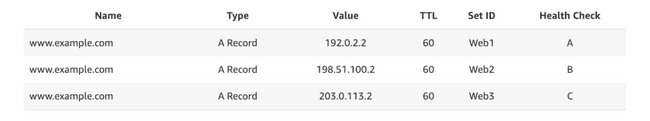 Name Type Value TTL Set ID Health Check
www.example.com A Record 192.0.2.2 60 Web1 A
www.example.com A Record 198.51.100.2 60 Web2 B
www.example.com A Record 203.0.113.2 60 Web3 C